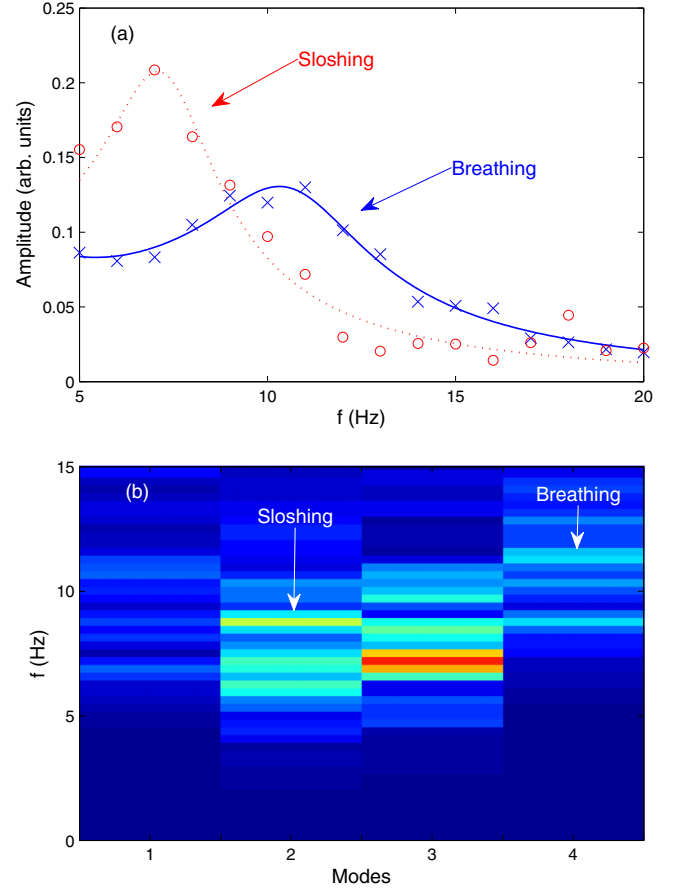 (a)
Sloshing
Breathing
Amplitude (arb. units)
0.25
0.2
0.15
0.1
0.05
0
5 10 15 20
f (Hz)
(b)
Sloshing
Breathing
f (Hz)
15
10
5
0
1 2 3 4
Modes